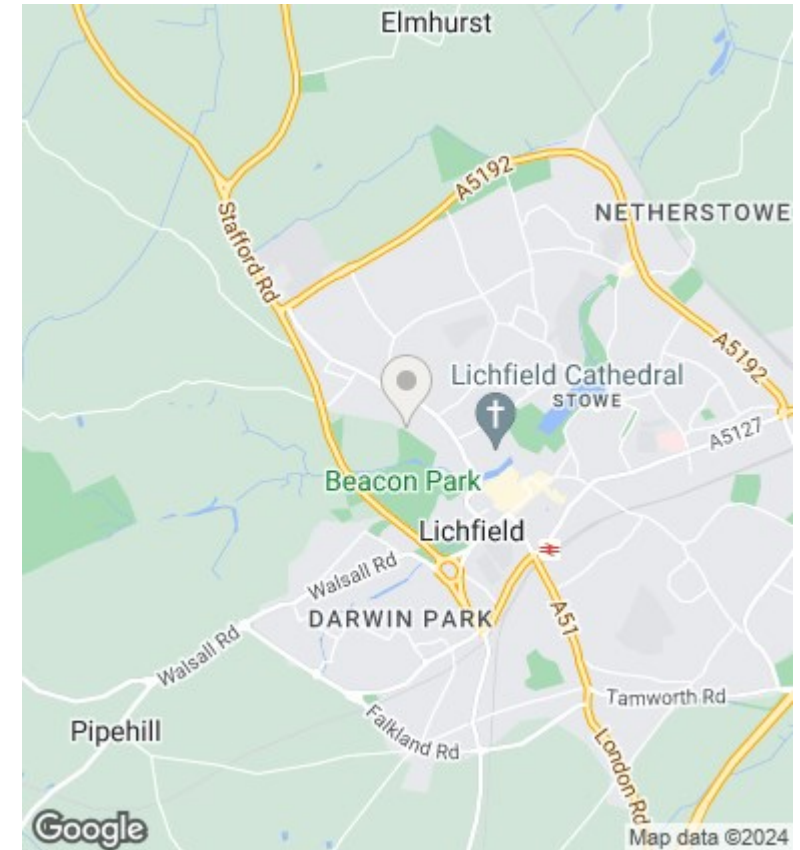 Elmhurst
A5192
NETHERSTOWE
Stafford Rd
A5192
Lichfield Cathedral
STOWE
A5127
Beacon Park
Lichfield
Walsall Rd
DARWIN PARK
A51
Walsall Rd
Tamworth Rd
Pipehill
Falkland Rd
London Rd
Google
Map data ©2024